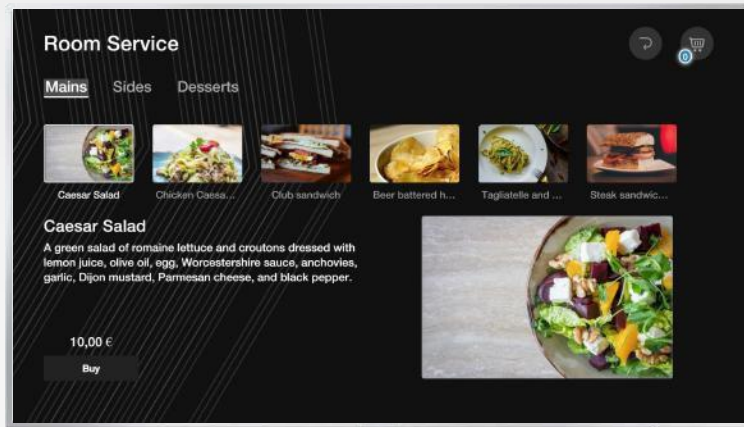 Room Service
0
Mains Sides Desserts
Caesar Salad Chicken Caesa... Club sandwich Beer battered h... Tagliatelle and ... Steak sandwic...
Caesar Salad
A green salad of romaine lettuce and croutons dressed with
lemon juice, olive oil, egg, Worcestershire sauce, anchovies,
garlic, Dijon mustard, Parmesan cheese, and black pepper.
10,00 €
Buy